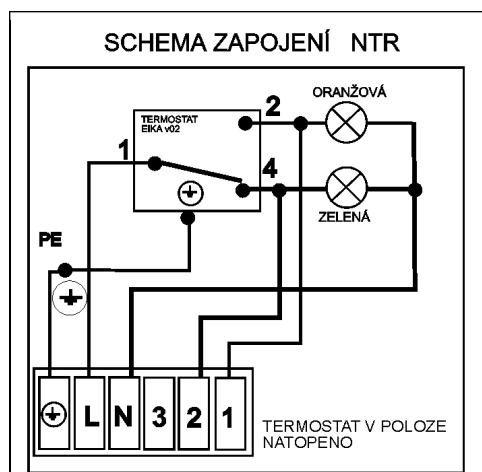 SCHEMA ZAPOJENÍ NTR
ORANŽOVÁ
TERMOSTAT
EIKA v02
2
1
4
ZELENÁ
PE
L N 3 2 1
TERMOSTAT V POLOZE
NATOPENO